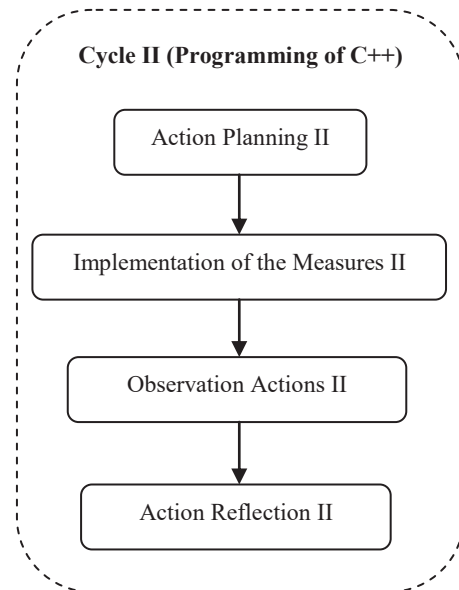 Cycle II (Programming of C++)
Action Planning II
Implementation of the Measures II
Observation Actions II
Action Reflection II